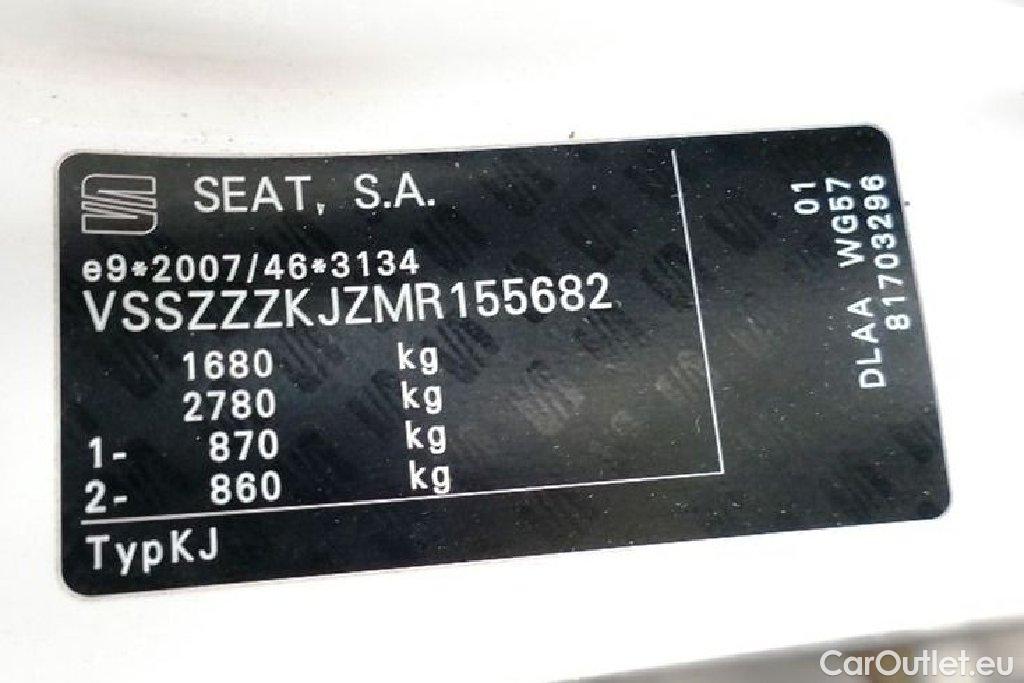 SEAT, S.A.
e9*2007/46*3134
VSSZZZKJZMR155682
1680 kg
2780 kg
1- 870 kg
2- 860 kg
TypKJ
01
DLAA WG57
81703296
CarOutlet.eu